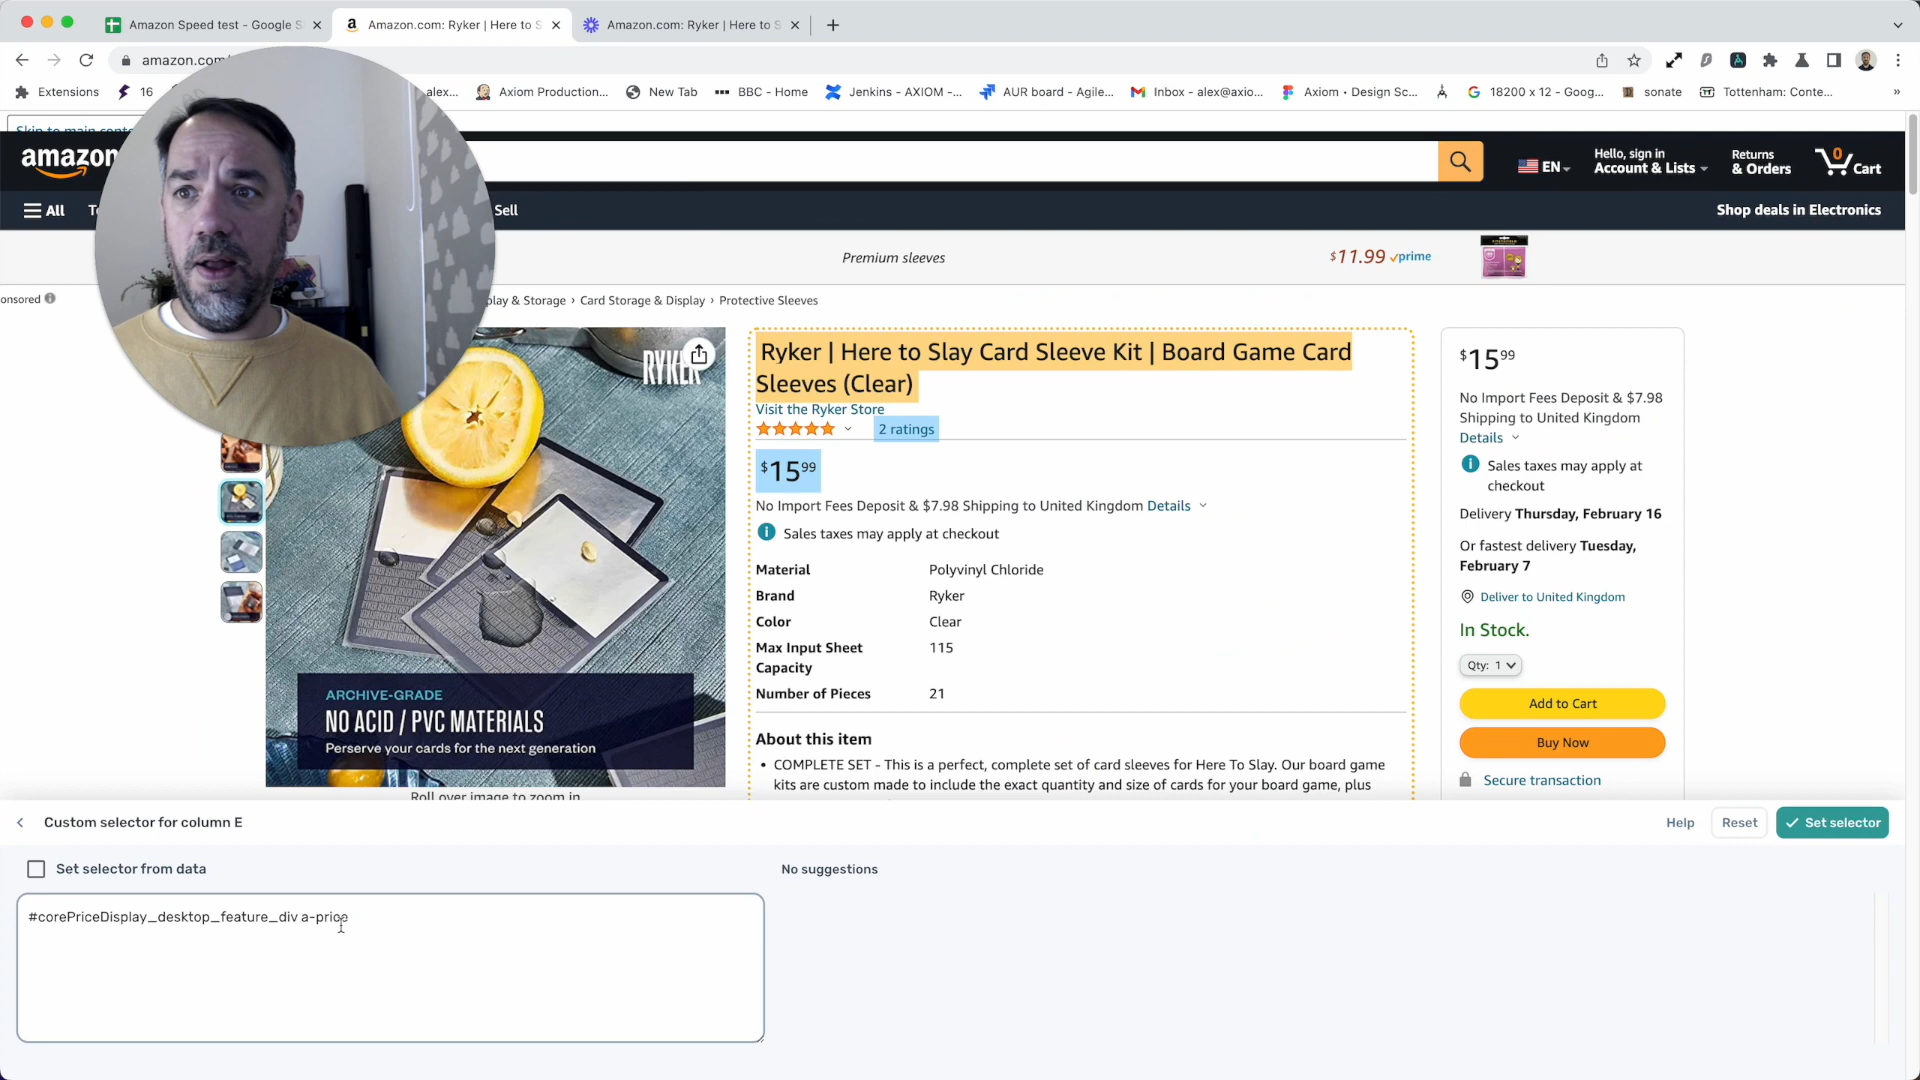 Amazon Speed test - Google S
Amazon.com: Ryker | Here to S
Amazon.com: Ryker | Here to S
amazon.com/
Extensions
16
alex...
Axiom Production...
New Tab
BBC - Home
Jenkins - AXIOM -...
AUR board - Agile...
Inbox - alex@axio...
Axiom • Design Sc...
18200 x 12 - Goog...
sonate
Tottenham: Conte...
»
Skip to main conte
amazon
EN
Hello, sign in
Account & Lists
Returns
& Orders
0
Cart
All
Sell
Shop deals in Electronics
Premium sleeves
$11.99 prime
onsored
play & Storage › Card Storage & Display › Protective Sleeves
RYKER
Ryker | Here to Slay Card Sleeve Kit | Board Game Card
Sleeves (Clear)
Visit the Ryker Store
2 ratings
$15 99
No Import Fees Deposit & $7.98 Shipping to United Kingdom Details
Sales taxes may apply at checkout
Material Polyvinyl Chloride
Brand Ryker
Color Clear
Max Input Sheet 115
Capacity
Number of Pieces 21
About this item
• COMPLETE SET - This is a perfect, complete set of card sleeves for Here To Slay. Our board game
kits are custom made to include the exact quantity and size of cards for your board game, plus
ARCHIVE-GRADE
NO ACID / PVC MATERIALS
Perserve your cards for the next generation
Roll over image to zoom in
$15 99
No Import Fees Deposit & $7.98
Shipping to United Kingdom
Details
Sales taxes may apply at
checkout
Delivery Thursday, February 16
Or fastest delivery Tuesday,
February 7
Deliver to United Kingdom
In Stock.
Qty: 1
Add to Cart
Buy Now
Secure transaction
Custom selector for column E
Help
Reset
Set selector
Set selector from data
No suggestions
#corePriceDisplay_desktop_feature_div a-price